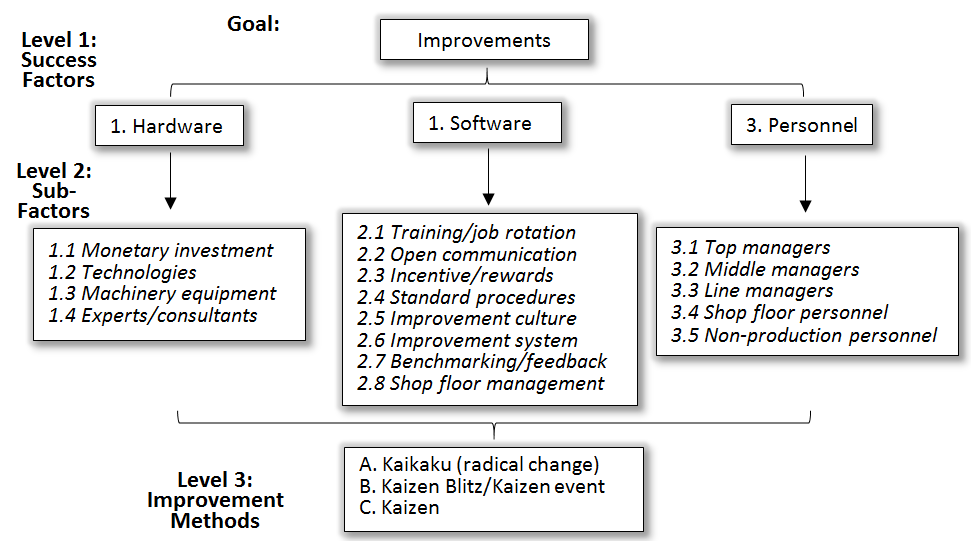 Goal:
Level 1:
Success
Factors
Improvements
1. Hardware
1. Software
3. Personnel
Level 2:
Sub-
Factors
1.1 Monetary investment
1.2 Technologies
1.3 Machinery equipment
1.4 Experts/consultants
2.1 Training/job rotation
2.2 Open communication
2.3 Incentive/rewards
2.4 Standard procedures
2.5 Improvement culture
2.6 Improvement system
2.7 Benchmarking/feedback
2.8 Shop floor management
3.1 Top managers
3.2 Middle managers
3.3 Line managers
3.4 Shop floor personnel
3.5 Non-production personnel
Level 3:
Improvement
Methods
A. Kaikaku (radical change)
B. Kaizen Blitz/Kaizen event
C. Kaizen